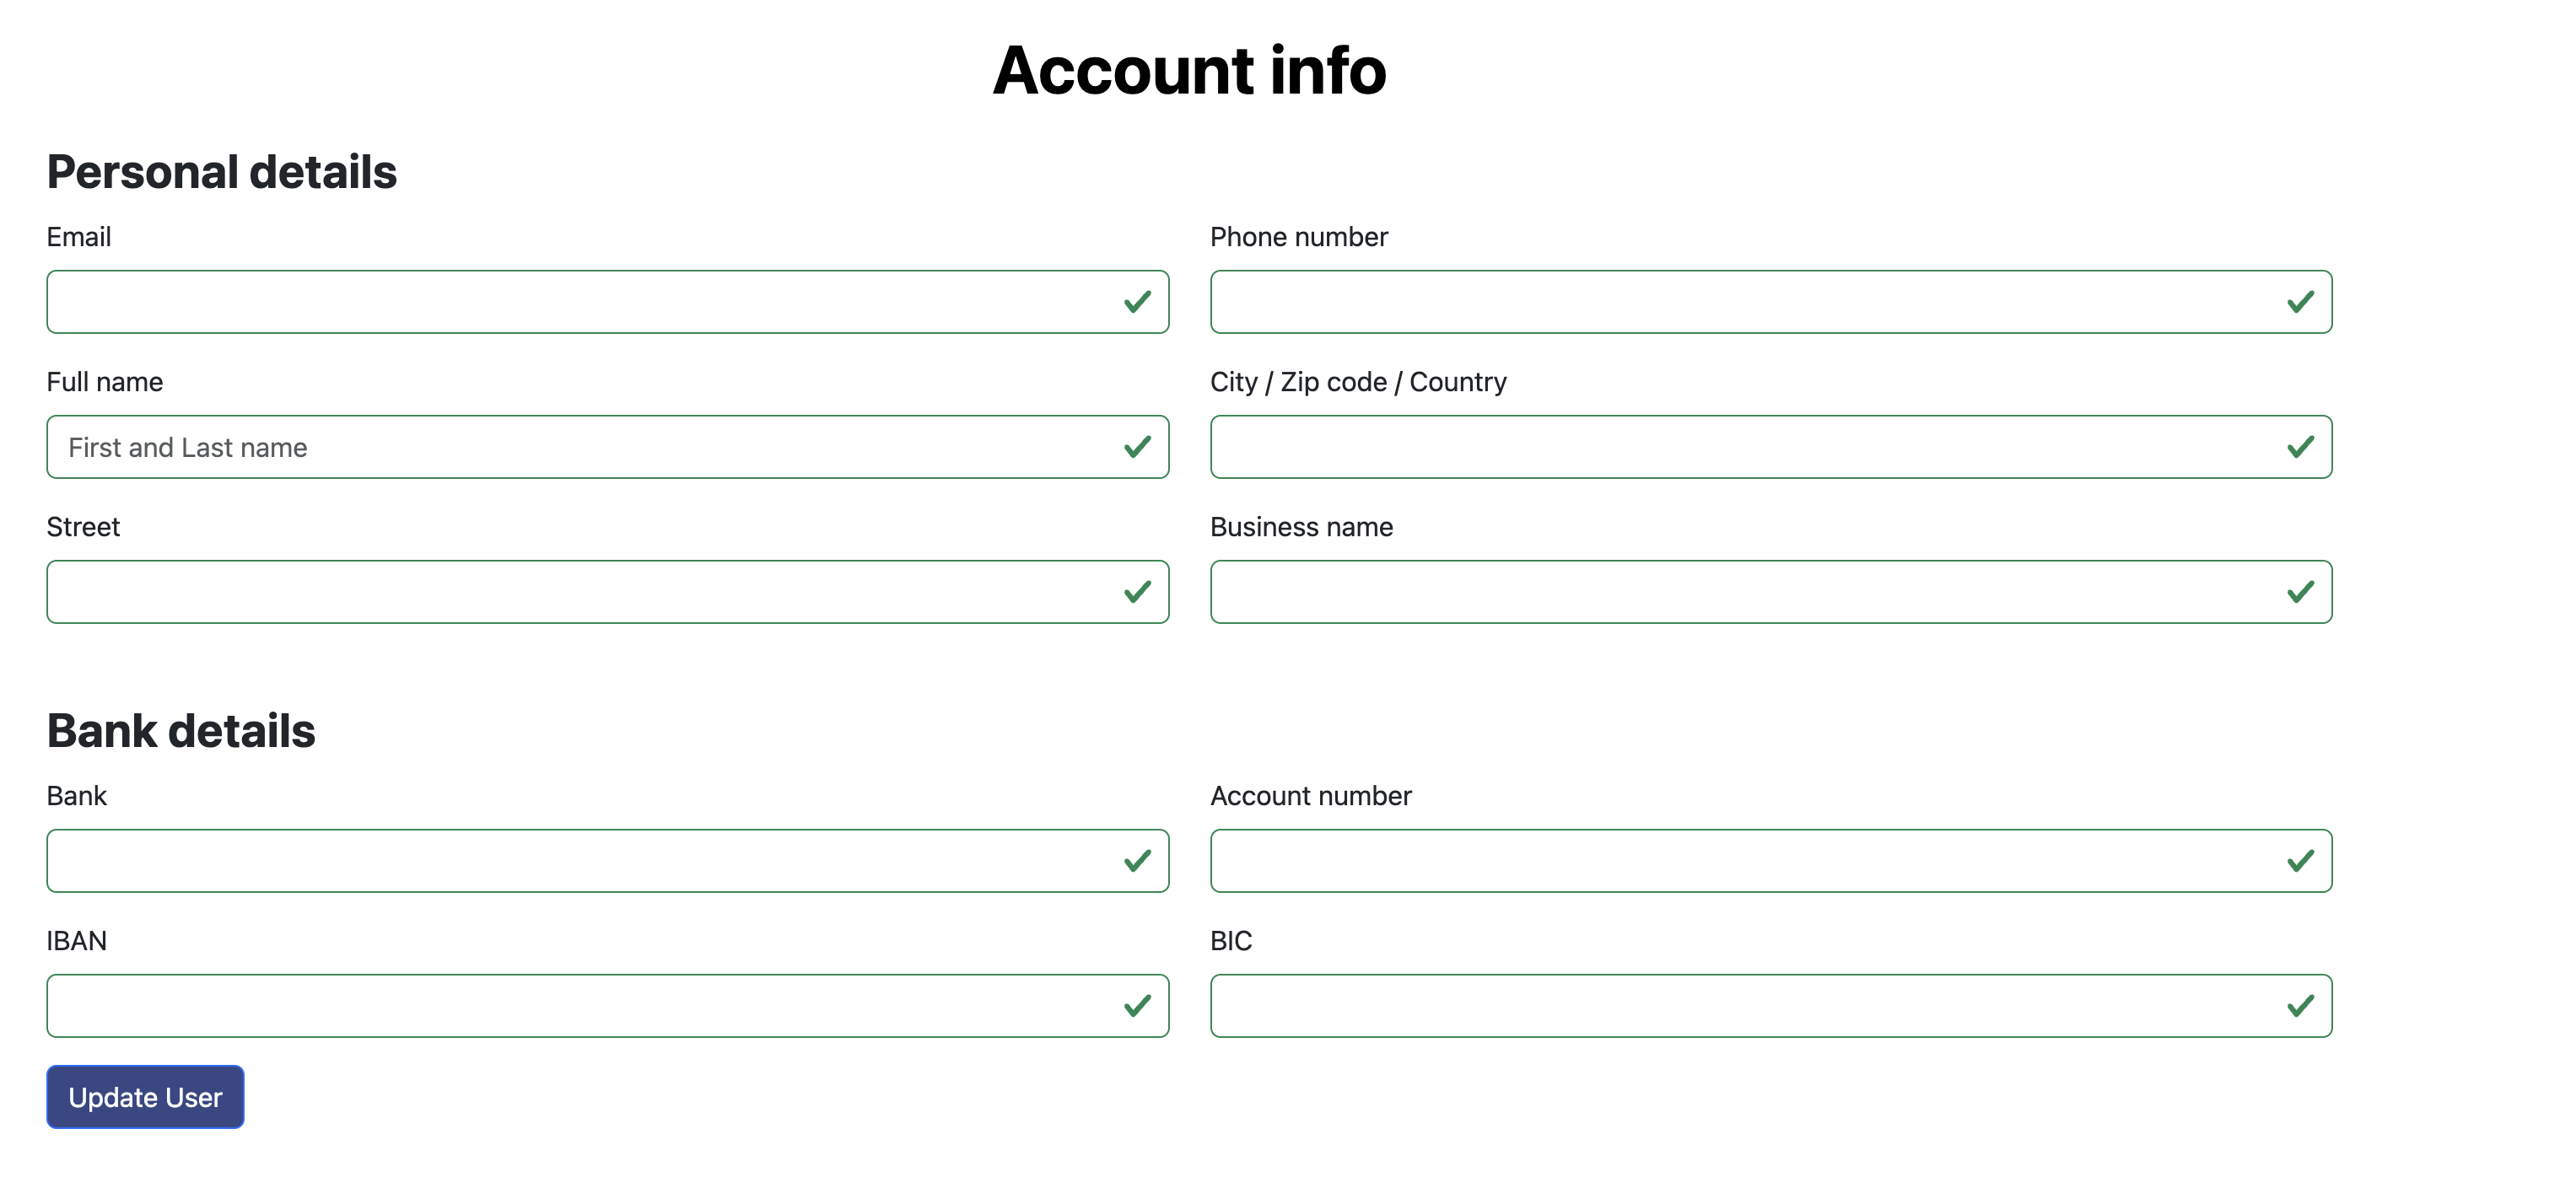 Account info
Personal details
Email
Phone number
Full name
City / Zip code / Country
First and Last name
Street
Business name
Bank details
Bank
Account number
IBAN
BIC
Update User